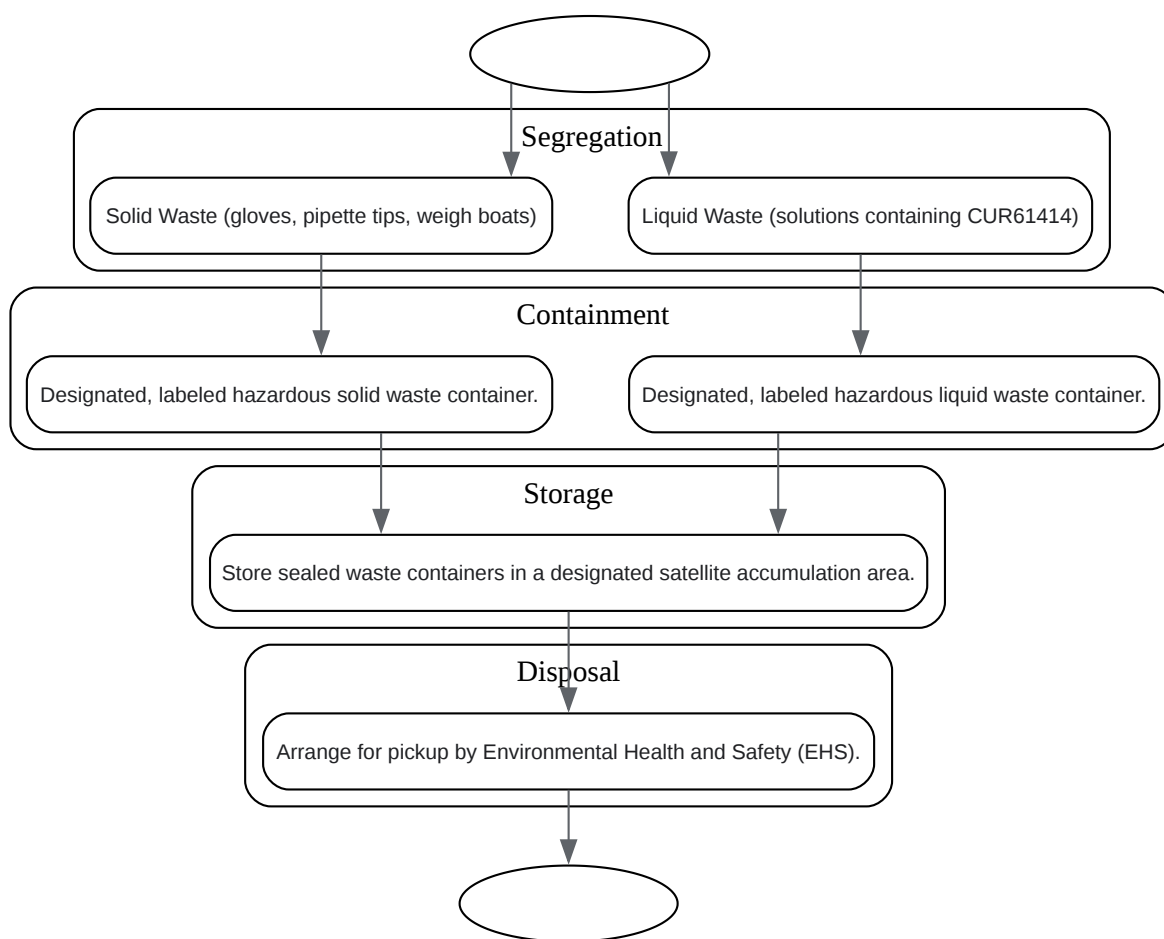 Segregation
Solid Waste (gloves, pipette tips, weigh boats)
Liquid Waste (solutions containing CUR61414)
Containment
Designated, labeled hazardous solid waste container.
Designated, labeled hazardous liquid waste container.
Storage
Store sealed waste containers in a designated satellite accumulation area.
Disposal
Arrange for pickup by Environmental Health and Safety (EHS).